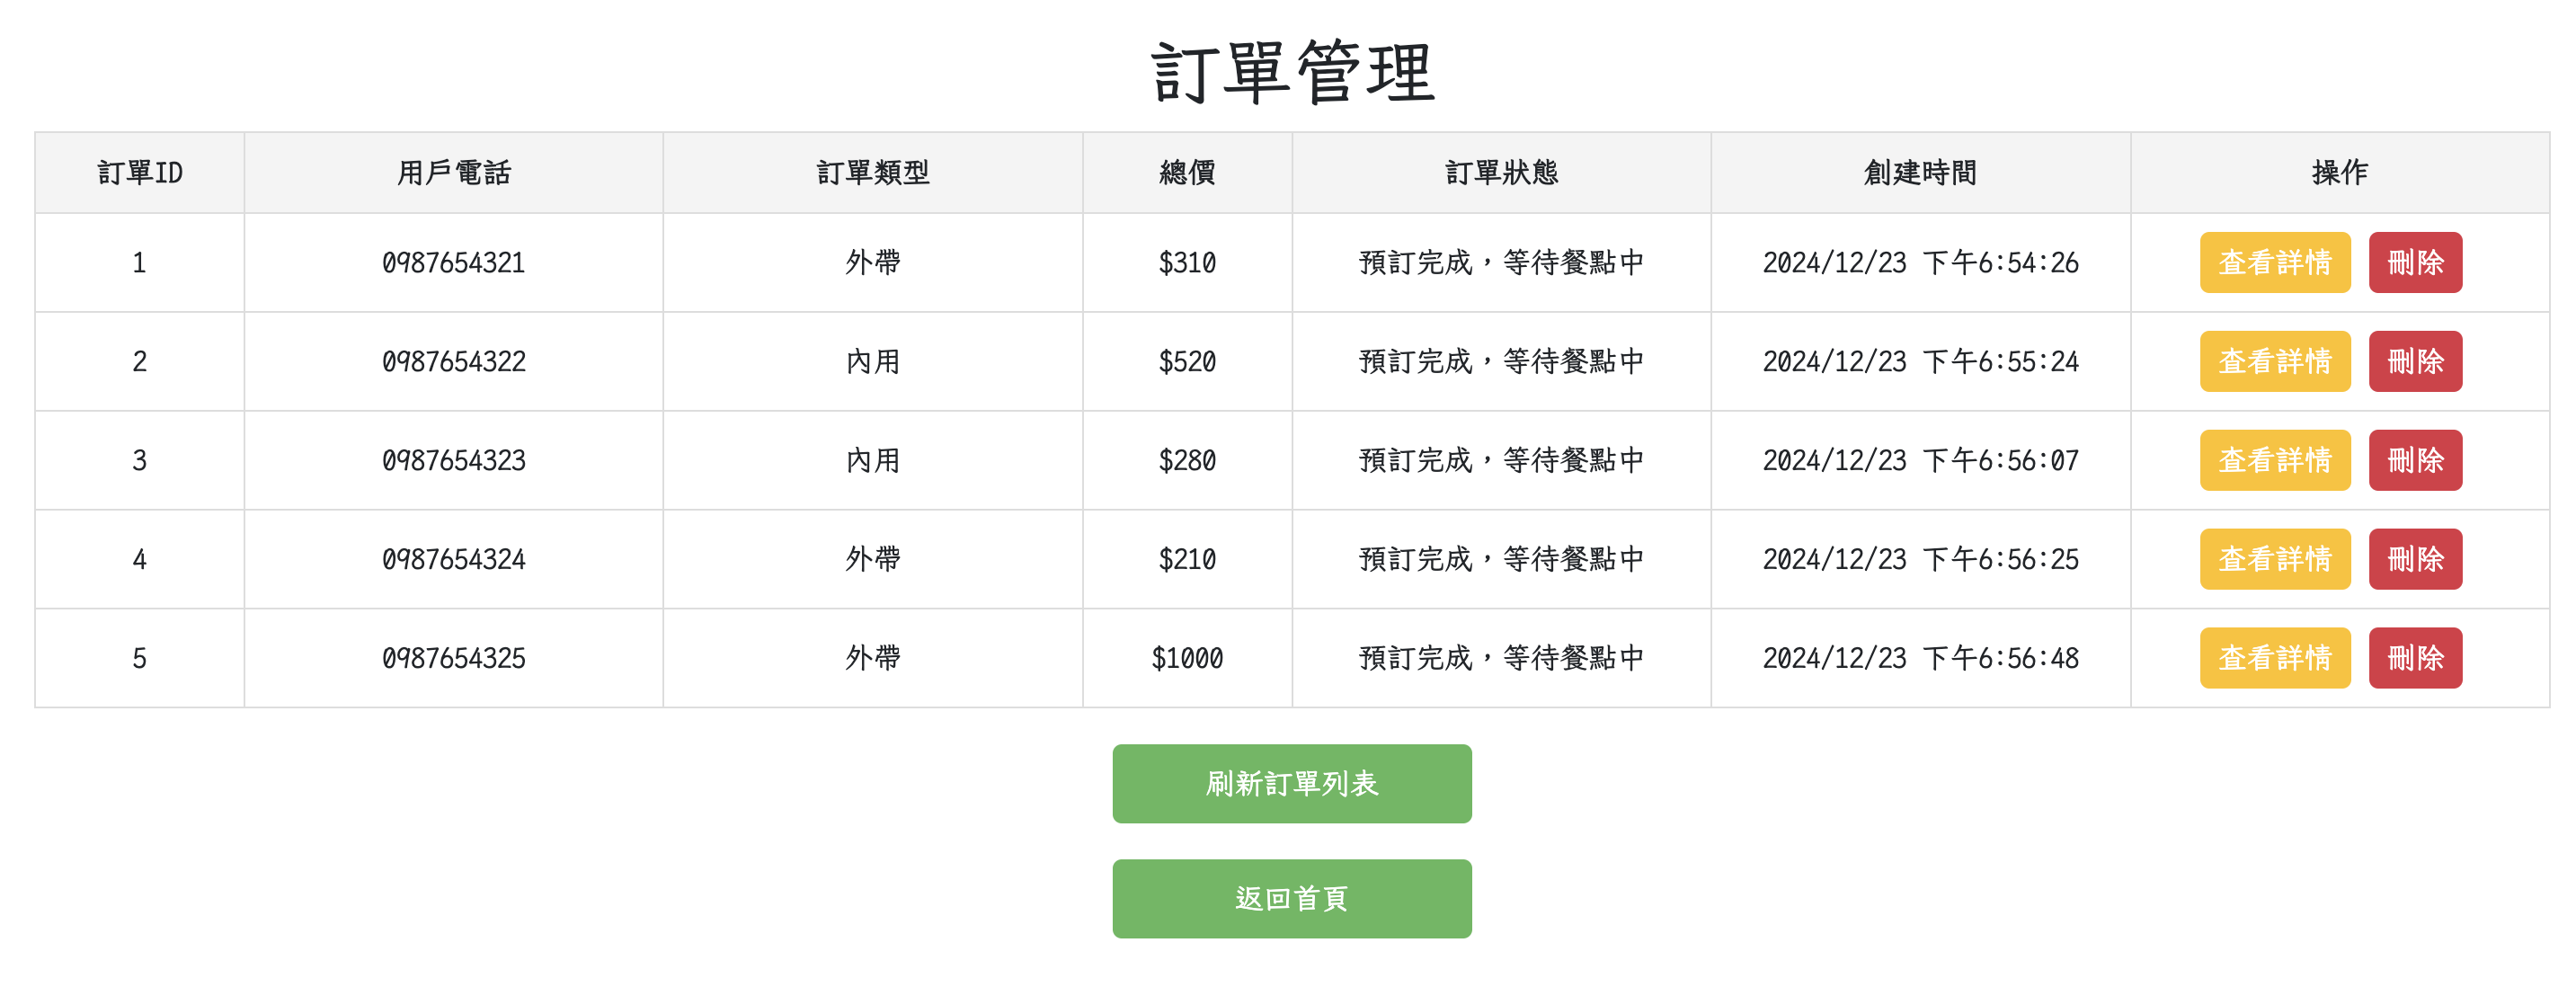 訂單管理
訂單ID 用戶電話 訂單類型 總價 訂單狀態 創建時間 操作
1 0987654321 外帶 $310 預訂完成，等待餐點中 2024/12/23 下午6:54:26 查看詳情 刪除
2 0987654322 內用 $520 預訂完成，等待餐點中 2024/12/23 下午6:55:24 查看詳情 刪除
3 0987654323 內用 $280 預訂完成，等待餐點中 2024/12/23 下午6:56:07 查看詳情 刪除
4 0987654324 外帶 $210 預訂完成，等待餐點中 2024/12/23 下午6:56:25 查看詳情 刪除
5 0987654325 外帶 $1000 預訂完成，等待餐點中 2024/12/23 下午6:56:48 查看詳情 刪除
刷新訂單列表
返回首頁